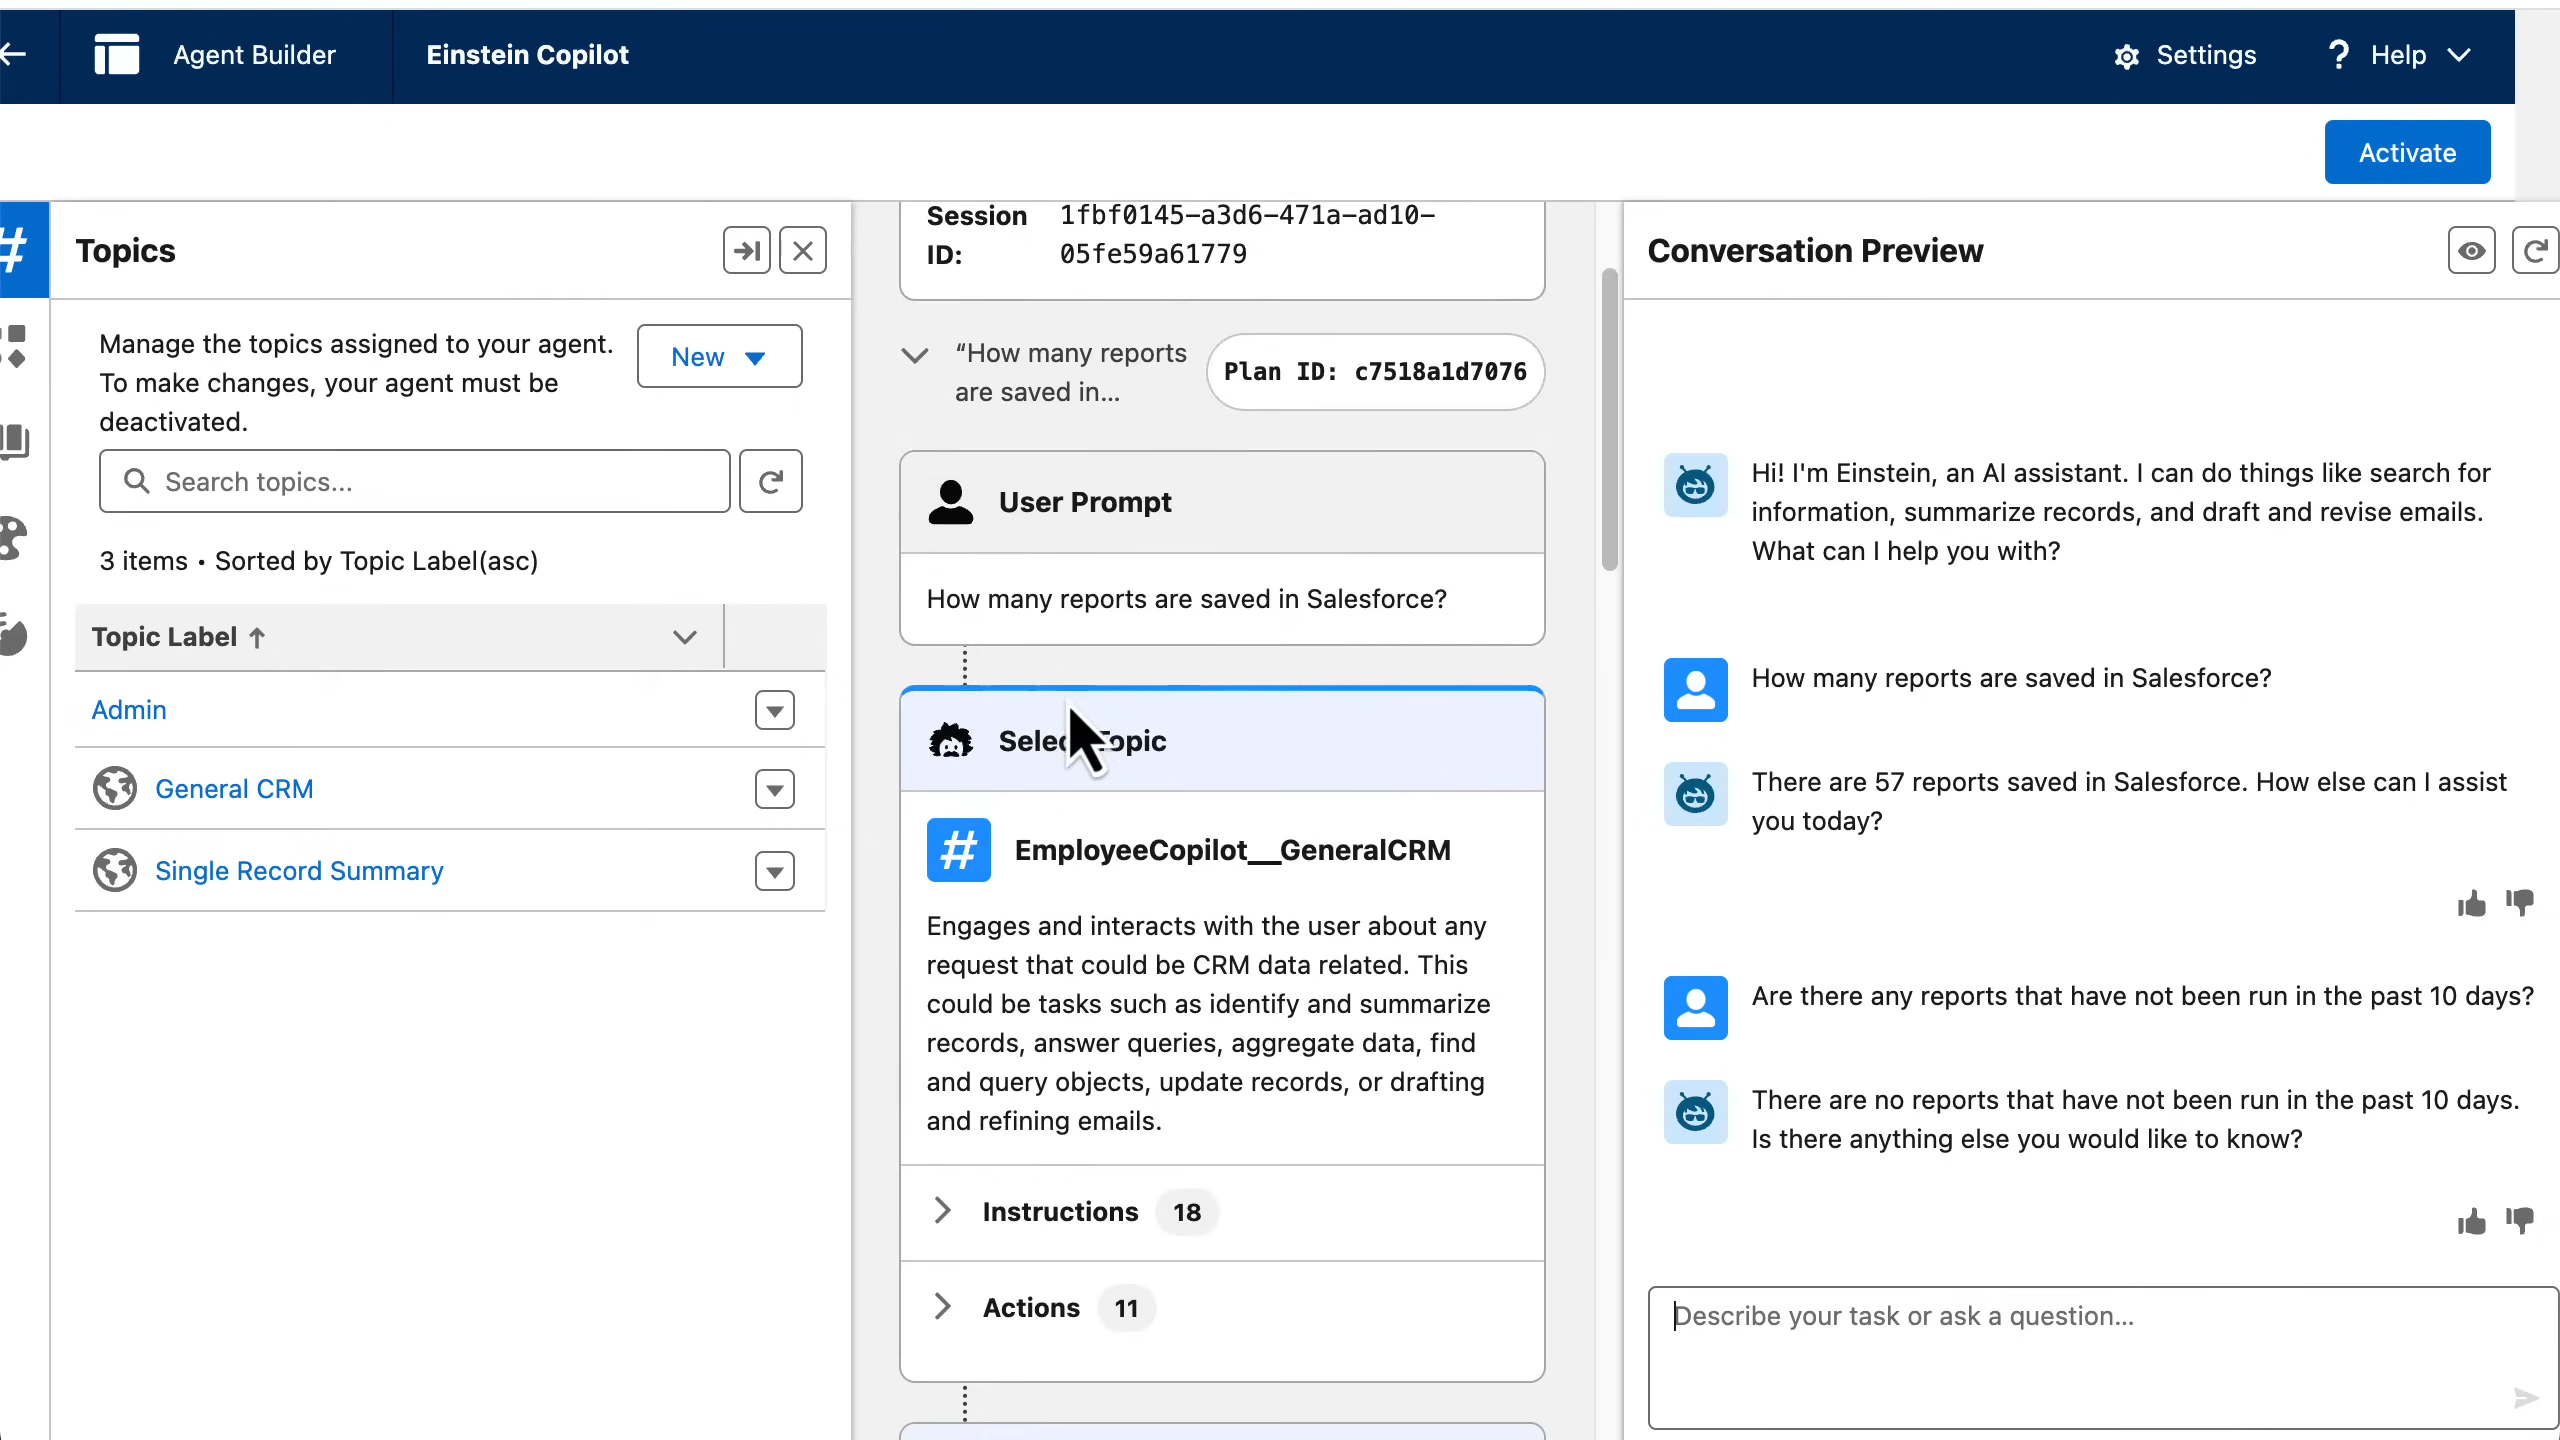 Agent Builder
Einstein Copilot
Settings
? Help
Activate
Topics
Manage the topics assigned to your agent.
To make changes, your agent must be
deactivated.
New
Search topics...
3 items • Sorted by Topic Label(asc)
Topic Label ↑
Admin
General CRM
Single Record Summary
Session ID:
1fbf0145-a3d6-471a-ad10-
05fe59a61779
“How many reports
are saved in...
Plan ID: c7518a1d7076
User Prompt
How many reports are saved in Salesforce?
Select Topic
# EmployeeCopilot__GeneralCRM
Engages and interacts with the user about any
request that could be CRM data related. This
could be tasks such as identify and summarize
records, answer queries, aggregate data, find
and query objects, update records, or drafting
and refining emails.
Instructions 18
Actions 11
Conversation Preview
Hi! I'm Einstein, an AI assistant. I can do things like search for
information, summarize records, and draft and revise emails.
What can I help you with?
How many reports are saved in Salesforce?
There are 57 reports saved in Salesforce. How else can I assist
you today?
Are there any reports that have not been run in the past 10 days?
There are no reports that have not been run in the past 10 days.
Is there anything else you would like to know?
Describe your task or ask a question...